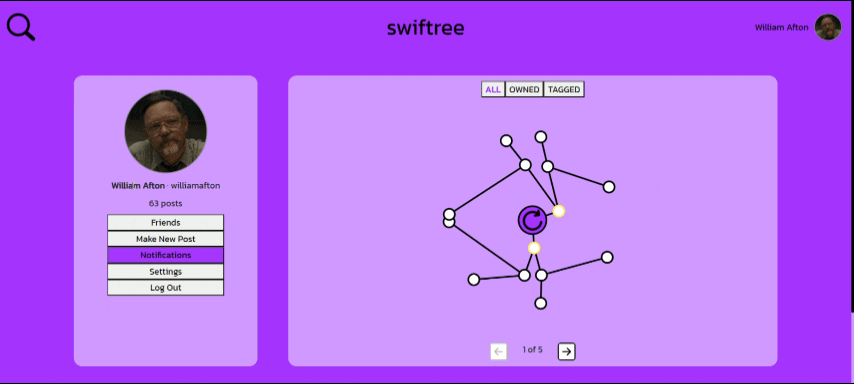 swiftree
William Afton
William Afton · williamafton
63 posts
Friends
Make New Post
Notifications
Settings
Log Out
ALL OWNED TAGGED
1 of 5